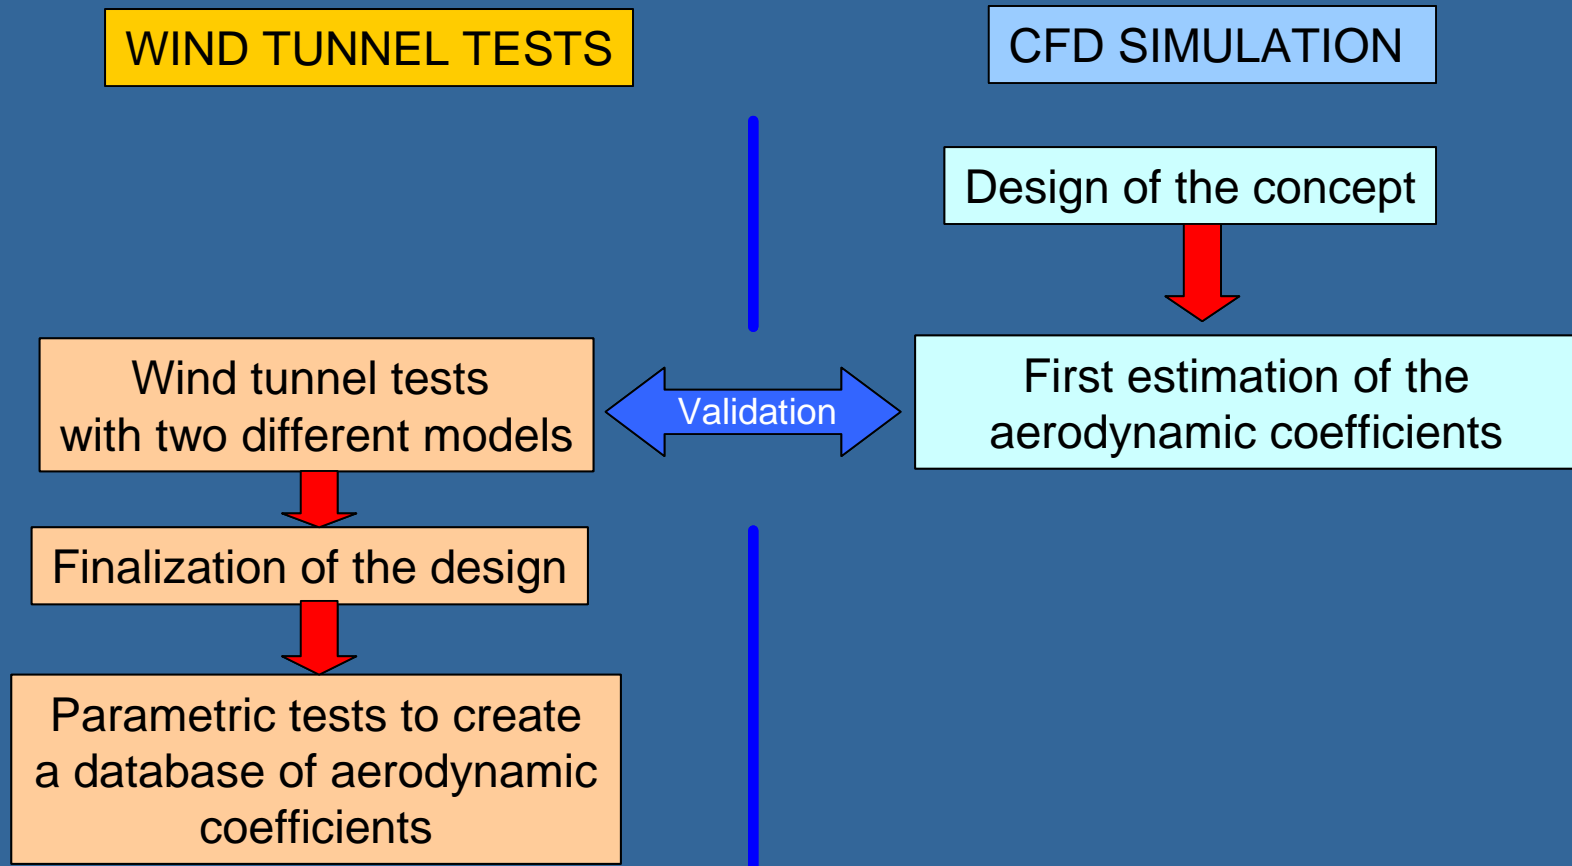 WIND TUNNEL TESTS
CFD SIMULATION
Design of the concept
Wind tunnel tests
with two different models
Validation
First estimation of the
aerodynamic coefficients
Finalization of the design
Parametric tests to create
a database of aerodynamic
coefficients